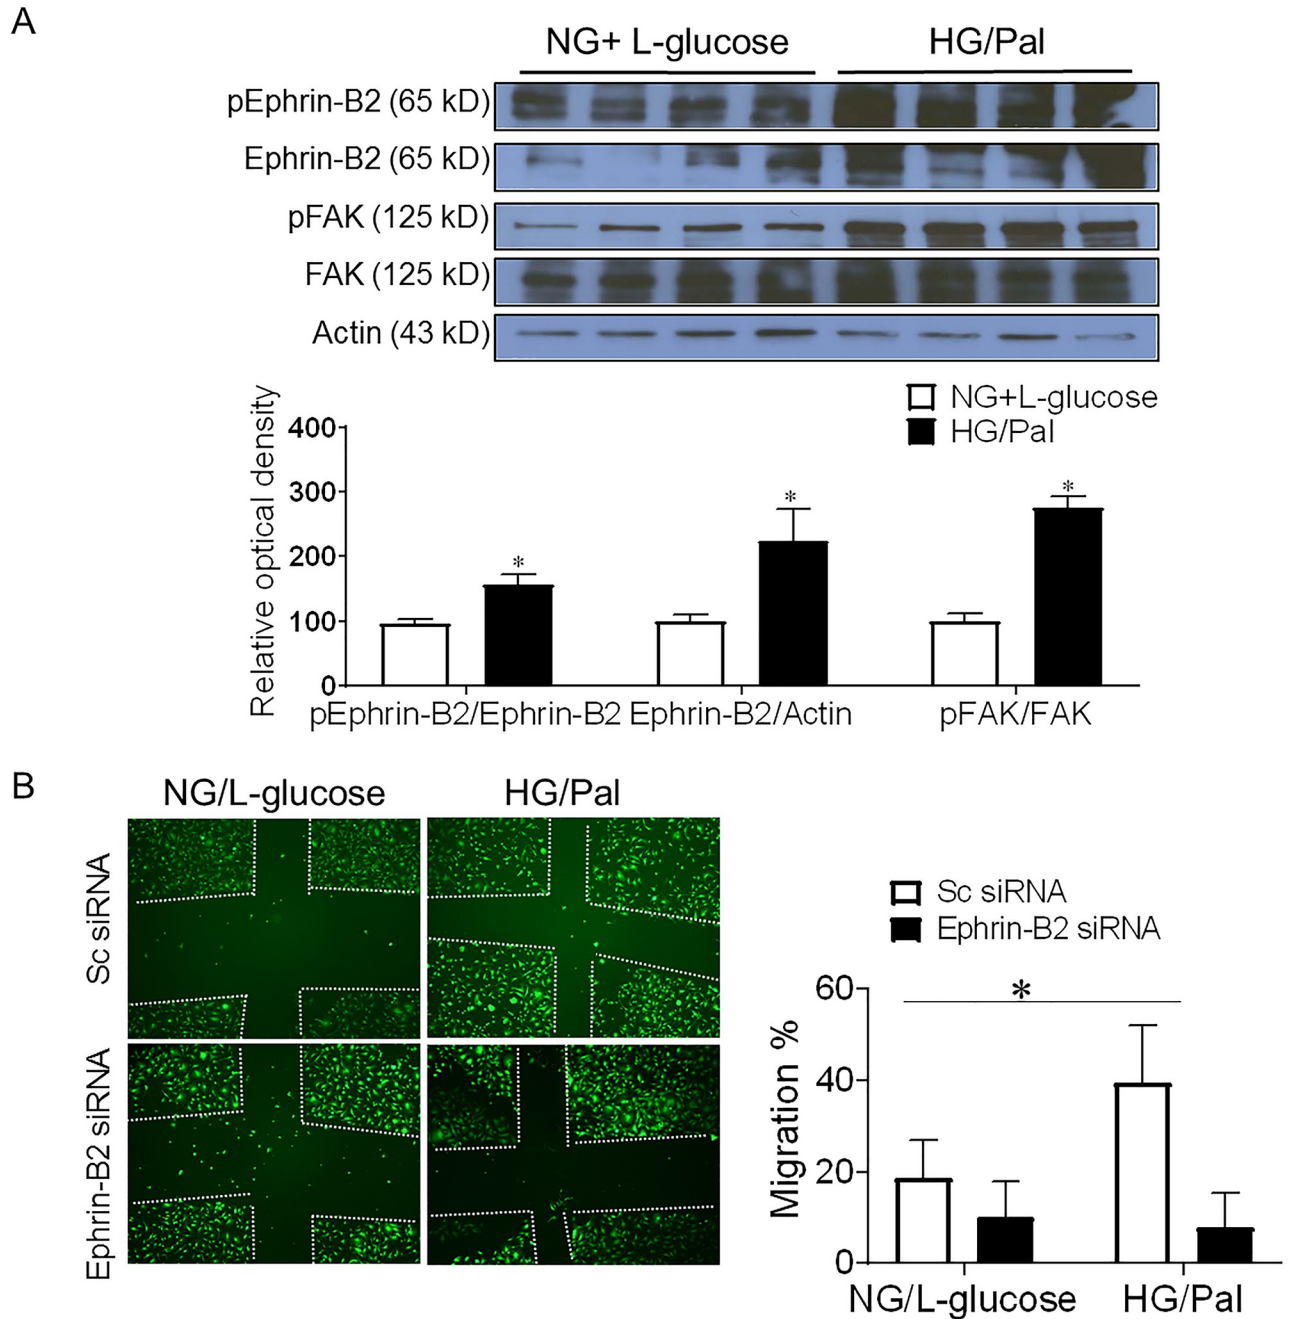 A
NG+ L-glucose HG/Pal
pEphrin-B2 (65 kD)
Ephrin-B2 (65 kD)
pFAK (125 kD)
FAK (125 kD)
Actin (43 kD)
NG+L-glucose
HG/Pal
Relative optical density
400
300
200
100
0
* * *
pEphrin-B2/Ephrin-B2 Ephrin-B2/Actin pFAK/FAK
B
NG/L-glucose HG/Pal
Sc siRNA
Ephrin-B2 siRNA
Sc siRNA
Ephrin-B2 siRNA
Migration %
60
40
20
0
*
NG/L-glucose HG/Pal